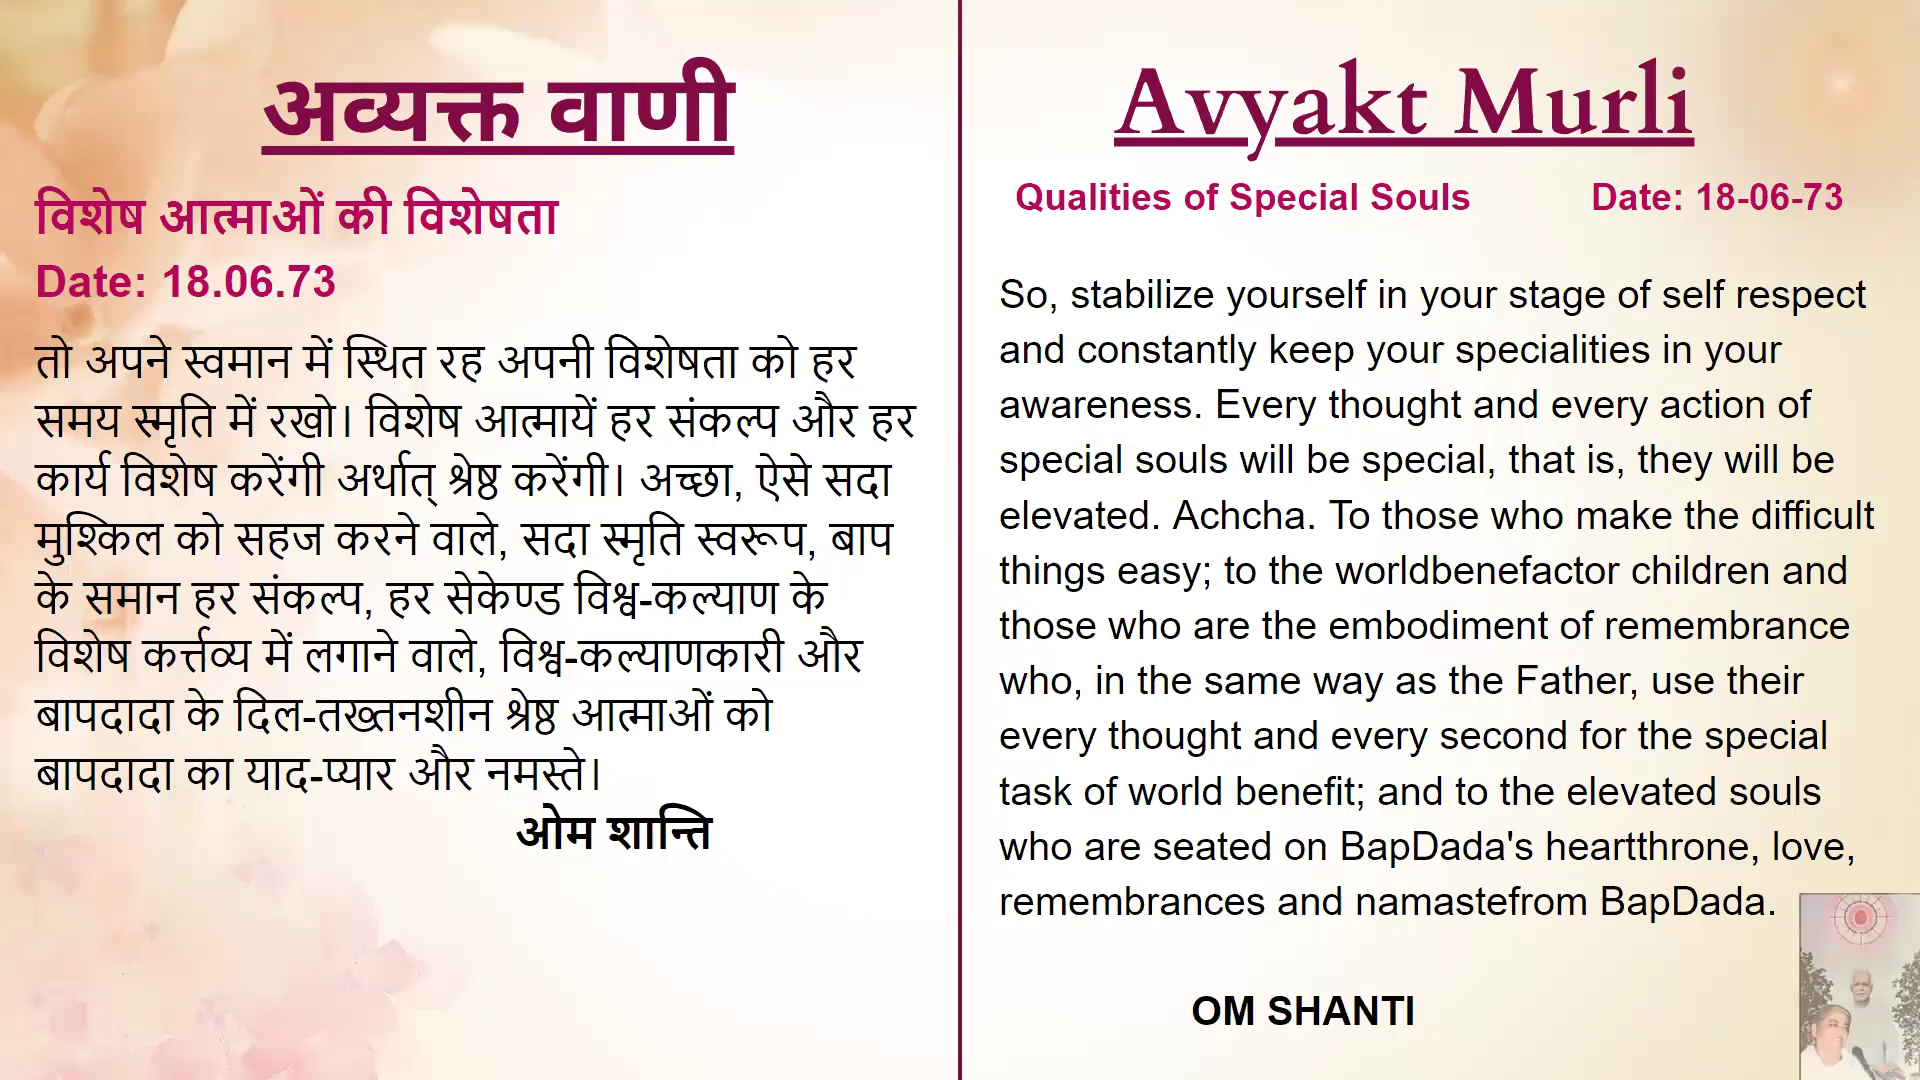 अव्यक्त वाणी
विशेष आत्माओं की विशेषता
Date: 18.06.73
तो अपने स्वमान में स्थित रह अपनी विशेषता को हर
समय स्मृति में रखो। विशेष आत्मायें हर संकल्प और हर
कार्य विशेष करेंगी अर्थात् श्रेष्ठ करेंगी। अच्छा, ऐसे सदा
मुश्किल को सहज करने वाले, सदा स्मृति स्वरूप, बाप
के समान हर संकल्प, हर सेकेण्ड विश्व-कल्याण के
विशेष कर्त्तव्य में लगाने वाले, विश्व-कल्याणकारी और
बापदादा के दिल-तख्तनशीन श्रेष्ठ आत्माओं को
बापदादा का याद-प्यार और नमस्ते।
ओम शान्ति
Avyakt Murli
Qualities of Special Souls Date: 18-06-73
So, stabilize yourself in your stage of self respect
and constantly keep your specialities in your
awareness. Every thought and every action of
special souls will be special, that is, they will be
elevated. Achcha. To those who make the difficult
things easy; to the worldbenefactor children and
those who are the embodiment of remembrance
who, in the same way as the Father, use their
every thought and every second for the special
task of world benefit; and to the elevated souls
who are seated on BapDada's heartthrone, love,
remembrances and namastefrom BapDada.
OM SHANTI